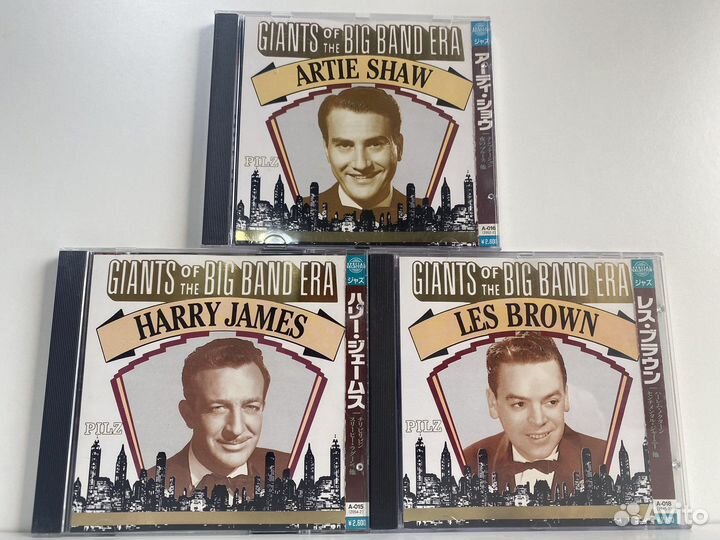 GIANTS OF THE BIG BAND ERA
ARTIE SHAW
PILZ
ジャズ
アーティ・ショウ
A-016
¥2,600
GIANTS OF THE BIG BAND ERA
HARRY JAMES
PILZ
ジャズ
ハリー・ジェームス
A-015
¥2,600
GIANTS OF THE BIG BAND ERA
LES BROWN
PILZ
ジャズ
レス・ブラウン
A-018
Avito